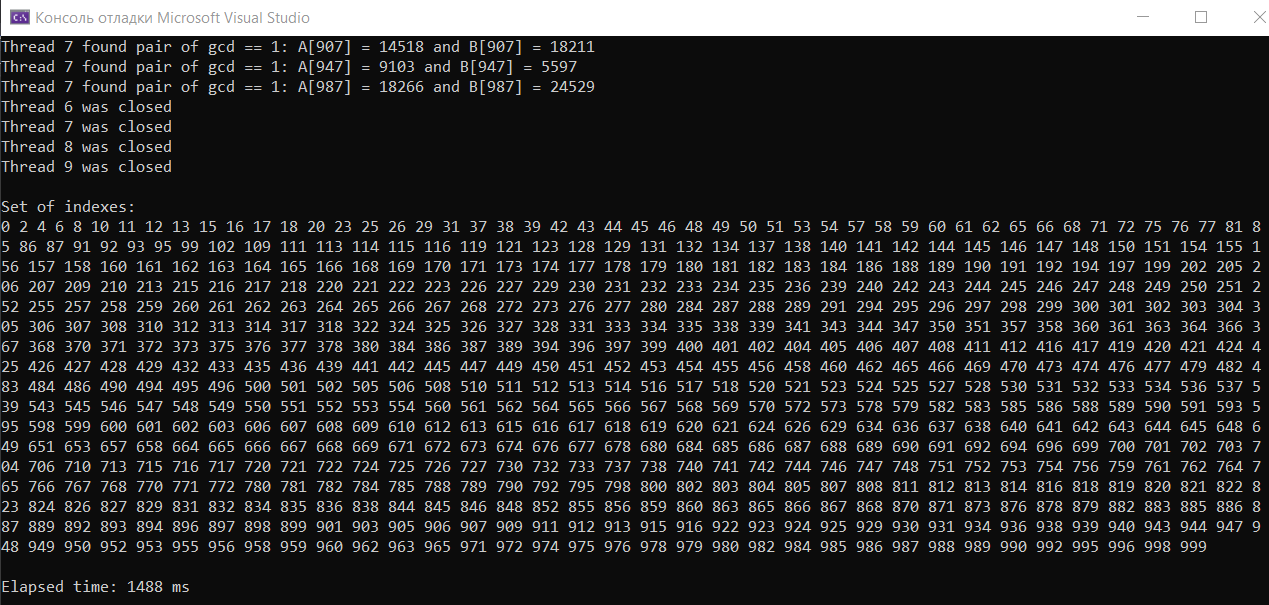 Консоль отладки Microsoft Visual Studio
Thread 7 found pair of gcd == 1: A[907] = 14518 and B[907] = 18211
Thread 7 found pair of gcd == 1: A[947] = 9103 and B[947] = 5597
Thread 7 found pair of gcd == 1: A[987] = 18266 and B[987] = 24529
Thread 6 was closed
Thread 7 was closed
Thread 8 was closed
Thread 9 was closed
Set of indexes:
0 2 4 6 8 10 11 12 13 15 16 17 18 20 23 25 26 29 31 37 38 39 42 43 44 45 46 48 49 50 51 53 54 57 58 59 60 61 62 65 66 68 71 72 75 76 77 81 8
5 86 87 91 92 93 95 99 102 109 111 113 114 115 116 119 121 123 128 129 131 132 134 137 138 140 141 142 144 145 146 147 148 150 151 154 155 1
56 157 158 160 161 162 163 164 165 166 168 169 170 171 173 174 177 178 179 180 181 182 183 184 186 188 189 190 191 192 194 197 199 202 205 2
06 207 209 210 213 215 216 217 218 220 221 222 223 226 227 229 230 231 232 233 234 235 236 239 240 242 243 244 245 246 247 248 249 250 251 2
52 255 257 258 259 260 261 262 263 264 265 266 267 268 272 273 276 277 280 284 287 288 289 291 294 295 296 297 298 299 300 301 302 303 304 3
05 306 307 308 310 312 313 314 317 318 322 324 325 326 327 328 331 333 334 335 338 339 341 343 344 347 350 351 357 358 360 361 363 364 366 3
67 368 370 371 372 373 375 376 377 378 380 384 386 387 389 394 396 397 399 400 401 402 404 405 406 407 408 411 412 416 417 419 420 421 424 4
25 426 427 428 429 432 433 435 436 439 441 442 445 447 449 450 451 452 453 454 455 456 458 460 462 465 466 469 470 473 474 476 477 479 482 4
83 484 486 490 494 495 496 500 501 502 505 506 508 510 511 512 513 514 516 517 518 520 521 523 524 525 527 528 530 531 532 533 534 536 537 5
39 543 545 546 547 548 549 550 551 552 553 554 560 561 562 564 565 566 567 568 569 570 572 573 578 579 582 583 585 586 588 589 590 591 593 5
95 598 599 600 601 602 603 606 607 608 609 610 612 613 615 616 617 618 619 620 621 624 626 629 634 636 637 638 640 641 642 643 644 645 648 6
49 651 653 657 658 664 665 666 667 668 669 671 672 673 674 676 677 678 680 684 685 686 687 688 689 690 691 692 694 696 699 700 701 702 703 7
04 706 710 713 715 716 717 720 721 722 724 725 726 727 730 732 733 737 738 740 741 742 744 746 747 748 751 752 753 754 756 759 761 762 764 7
65 766 767 768 770 771 772 780 781 782 784 785 788 789 790 792 795 798 800 802 803 804 805 807 808 811 812 813 814 816 818 819 820 821 822 8
23 824 826 827 829 831 832 834 835 836 838 844 845 846 848 852 855 856 859 860 863 865 866 867 868 870 871 873 876 878 879 882 883 885 886 8
87 889 892 893 894 896 897 898 899 901 903 905 906 907 909 911 912 913 915 916 922 923 924 925 929 930 931 934 936 938 939 940 943 944 947 9
48 949 950 952 953 955 956 958 959 960 962 963 965 971 972 974 975 976 978 979 980 982 984 985 986 987 988 989 990 992 995 996 998 999
Elapsed time: 1488 ms